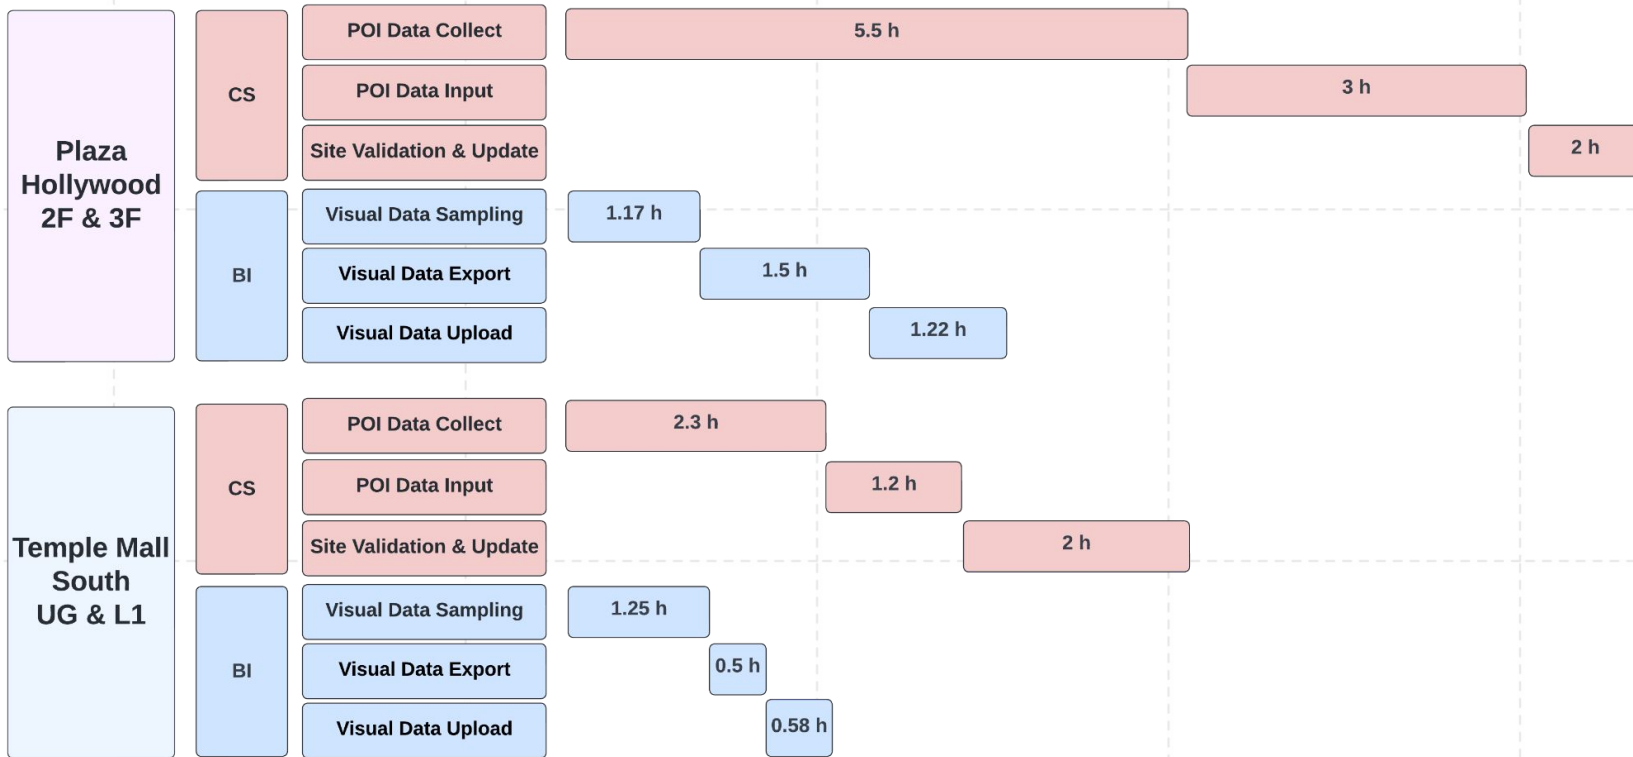 Plaza
Hollywood
2F & 3F
CS
POI Data Collect
5.5 h
POI Data Input
3 h
Site Validation & Update
2 h
BI
Visual Data Sampling
1.17 h
Visual Data Export
1.5 h
Visual Data Upload
1.22 h
Temple Mall
South
UG & L1
CS
POI Data Collect
2.3 h
POI Data Input
1.2 h
Site Validation & Update
2 h
BI
Visual Data Sampling
1.25 h
Visual Data Export
0.5 h
Visual Data Upload
0.58 h